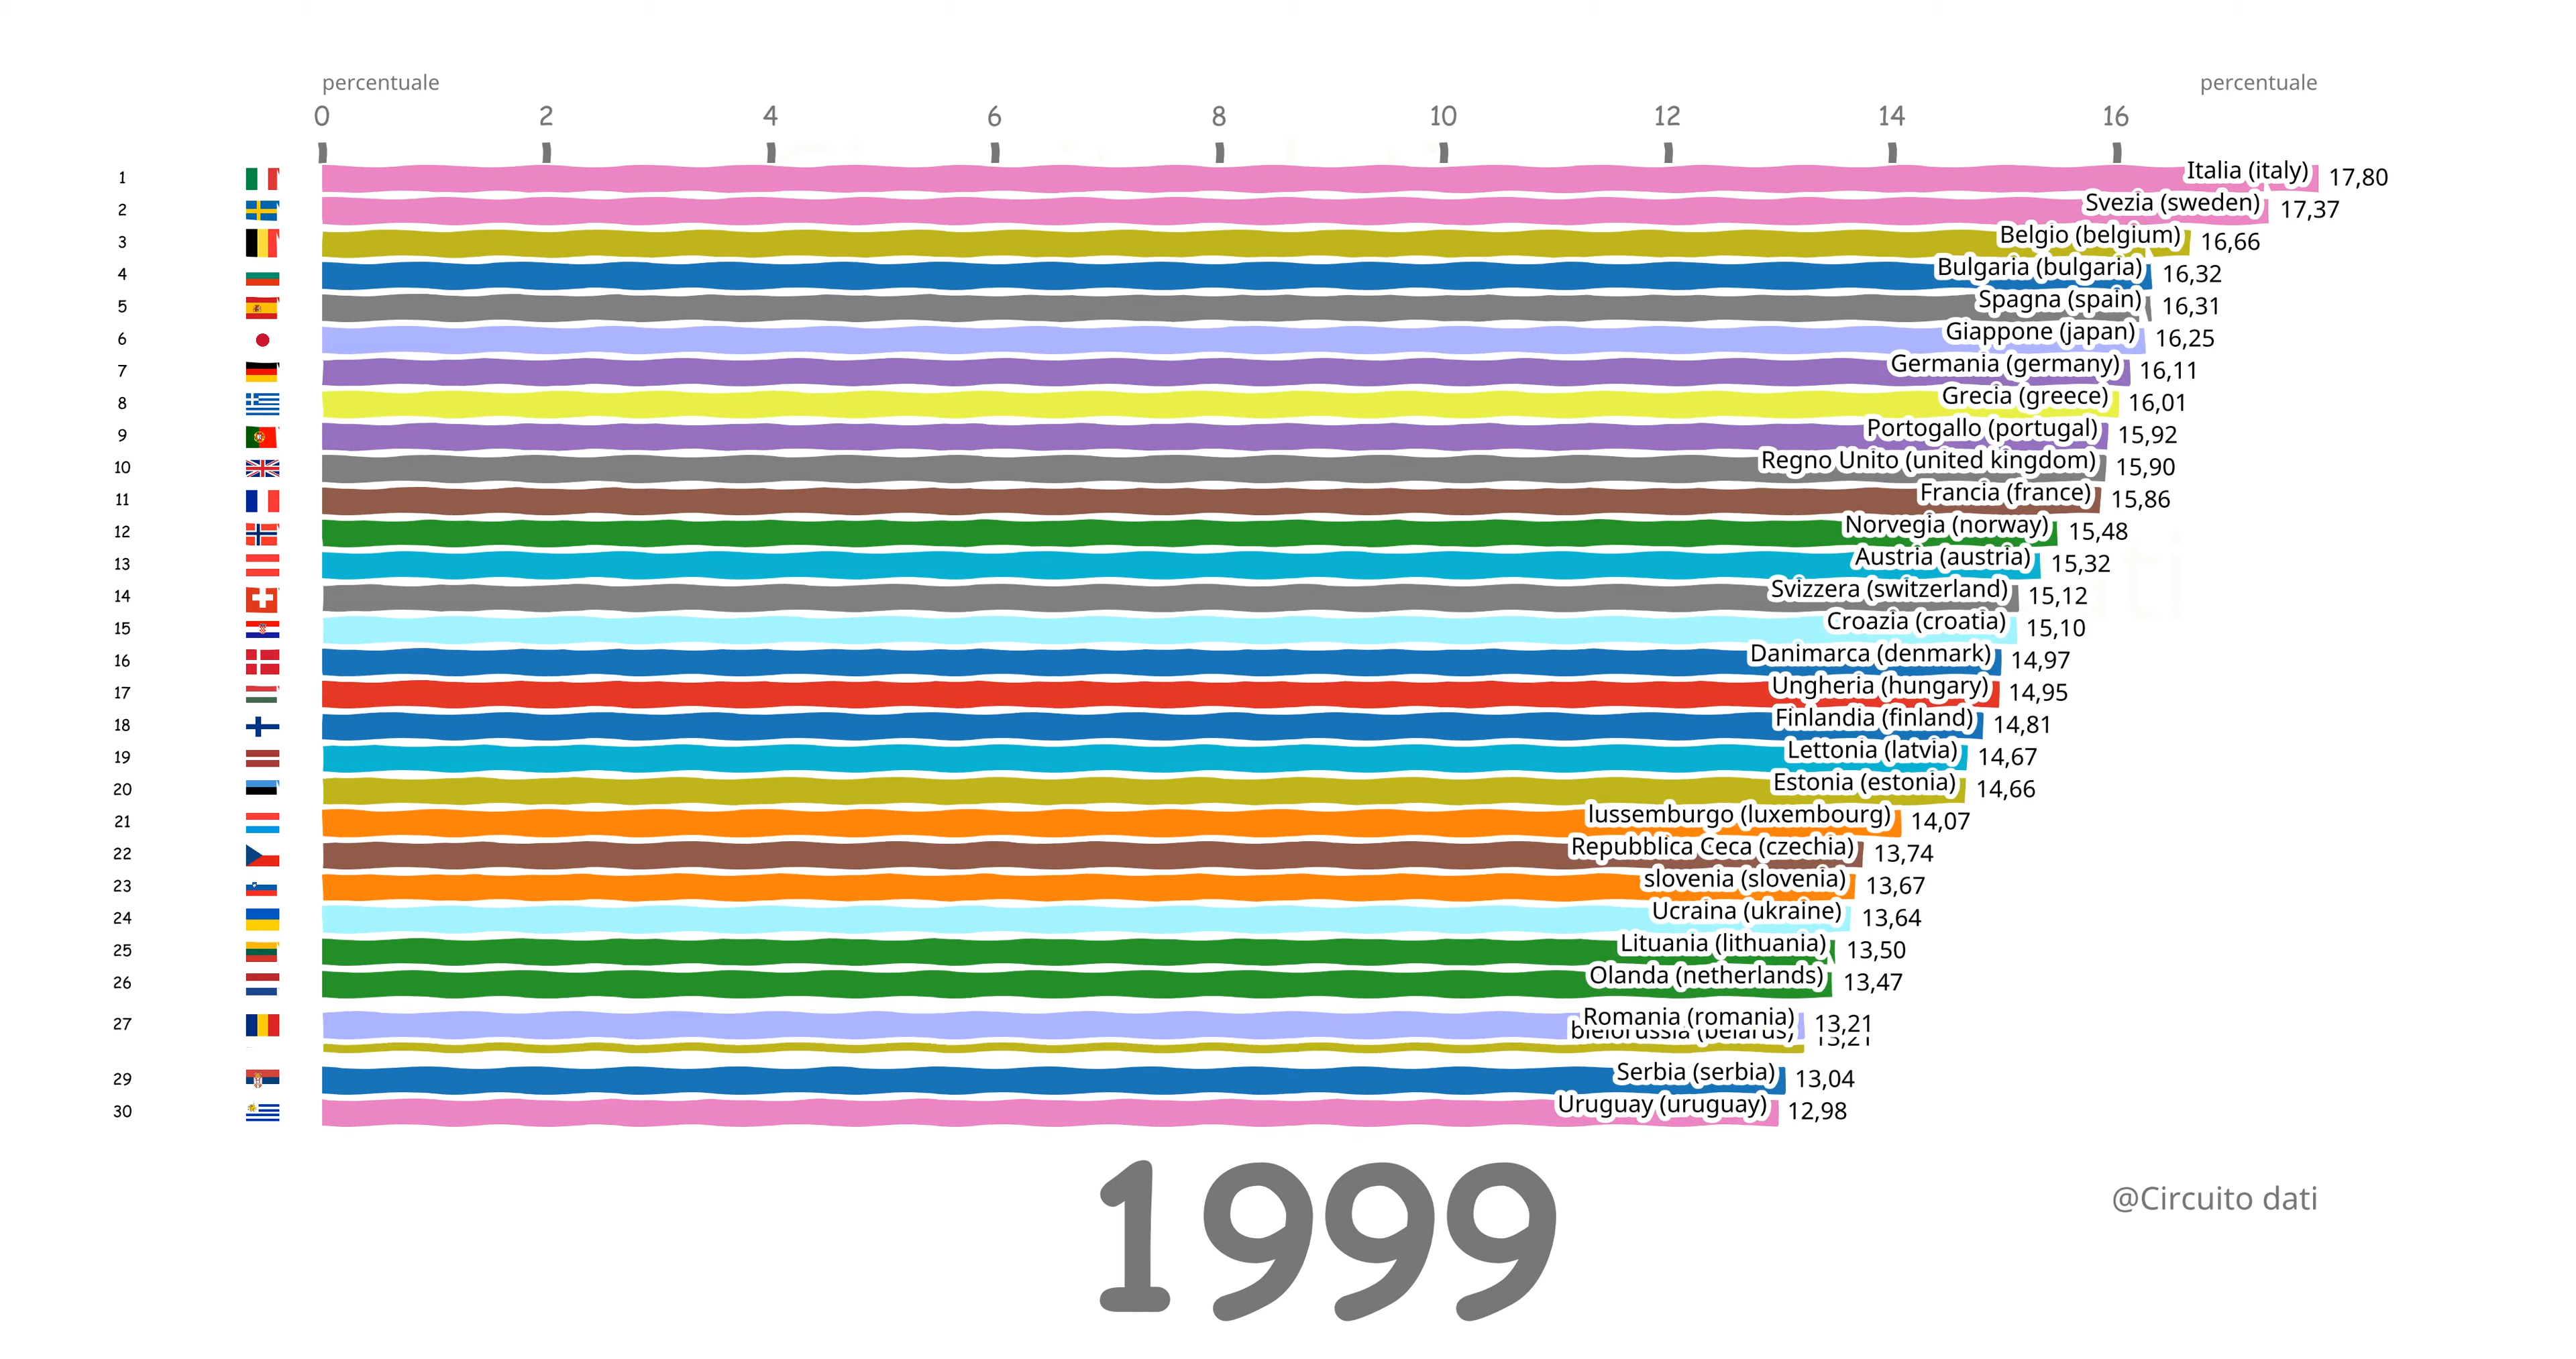 percentuale percentuale
0 2 4 6 8 10 12 14 16
1 Italia (italy) 17,80
2 Svezia (sweden) 17,37
3 Belgio (belgium) 16,66
4 Bulgaria (bulgaria) 16,32
5 Spagna (spain) 16,31
6 Giappone (japan) 16,25
7 Germania (germany) 16,11
8 Grecia (greece) 16,01
9 Portogallo (portugal) 15,92
10 Regno Unito (united kingdom) 15,90
11 Francia (france) 15,86
12 Norvegia (norway) 15,48
13 Austria (austria) 15,32
14 Svizzera (switzerland) 15,12
15 Croazia (croatia) 15,10
16 Danimarca (denmark) 14,97
17 Ungheria (hungary) 14,95
18 Finlandia (finland) 14,81
19 Lettonia (latvia) 14,67
20 Estonia (estonia) 14,66
21 lussemburgo (luxembourg) 14,07
22 Repubblica Ceca (czechia) 13,74
23 slovenia (slovenia) 13,67
24 Ucraina (ukraine) 13,64
25 Lituania (lithuania) 13,50
26 Olanda (netherlands) 13,47
27 Romania (romania) 13,21
bielorussia (belarus) 13,21
29 Serbia (serbia) 13,04
30 Uruguay (uruguay) 12,98
1999
@Circuito dati